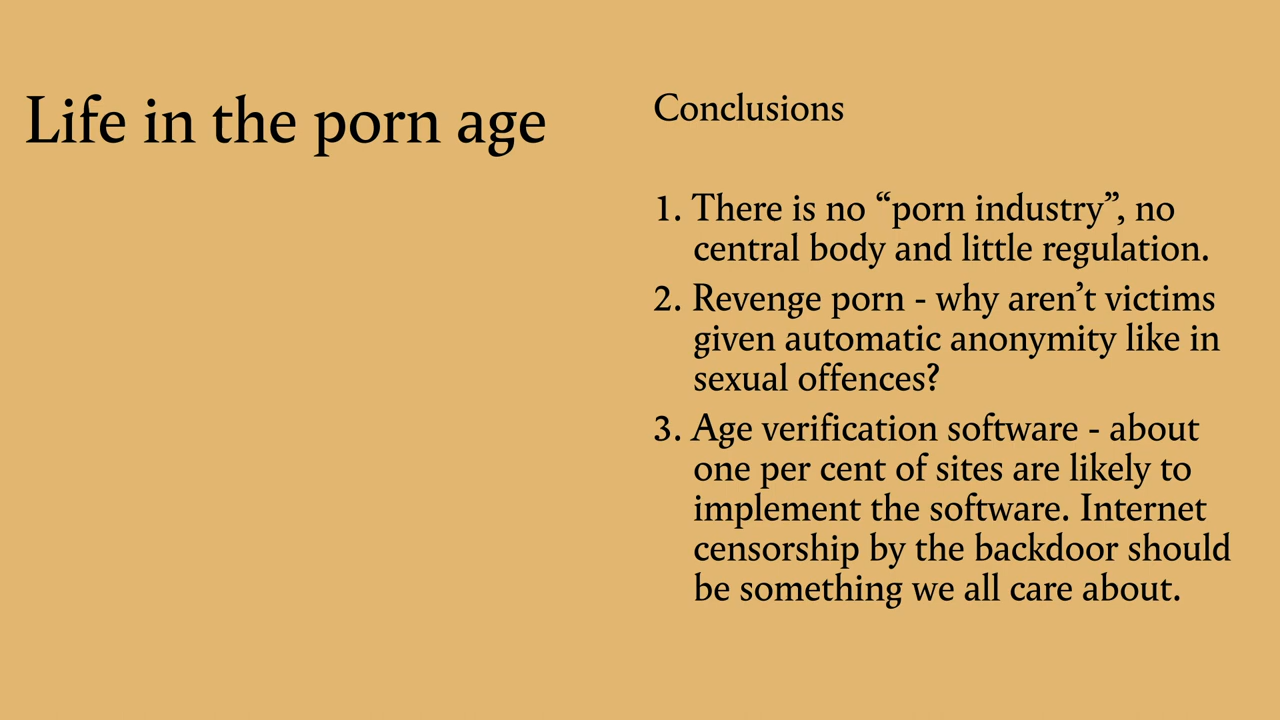 Life in the porn age
Conclusions
1. There is no “porn industry”, no
central body and little regulation.
2. Revenge porn - why aren’t victims
given automatic anonymity like in
sexual offences?
3. Age verification software - about
one per cent of sites are likely to
implement the software. Internet
censorship by the backdoor should
be something we all care about.